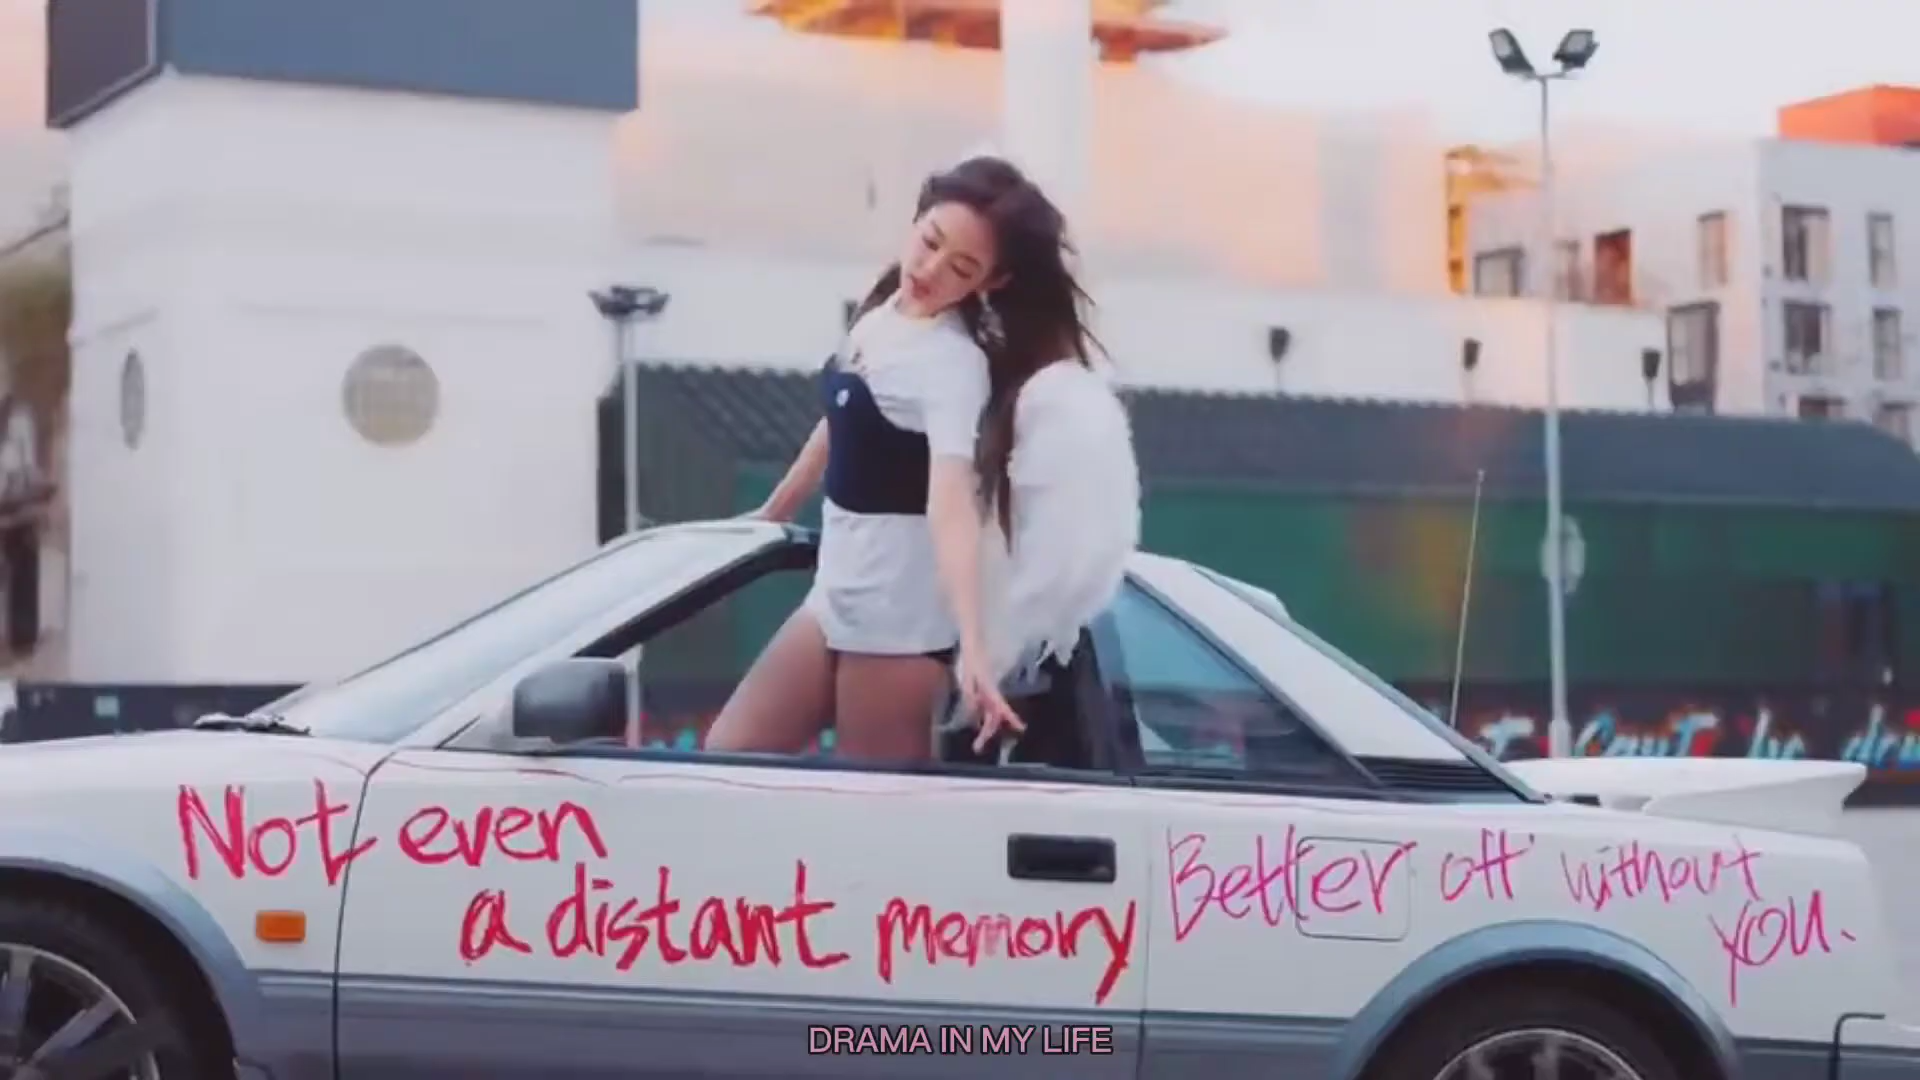 Not even
a distant memory
Better off without
you.
DRAMA IN MY LIFE